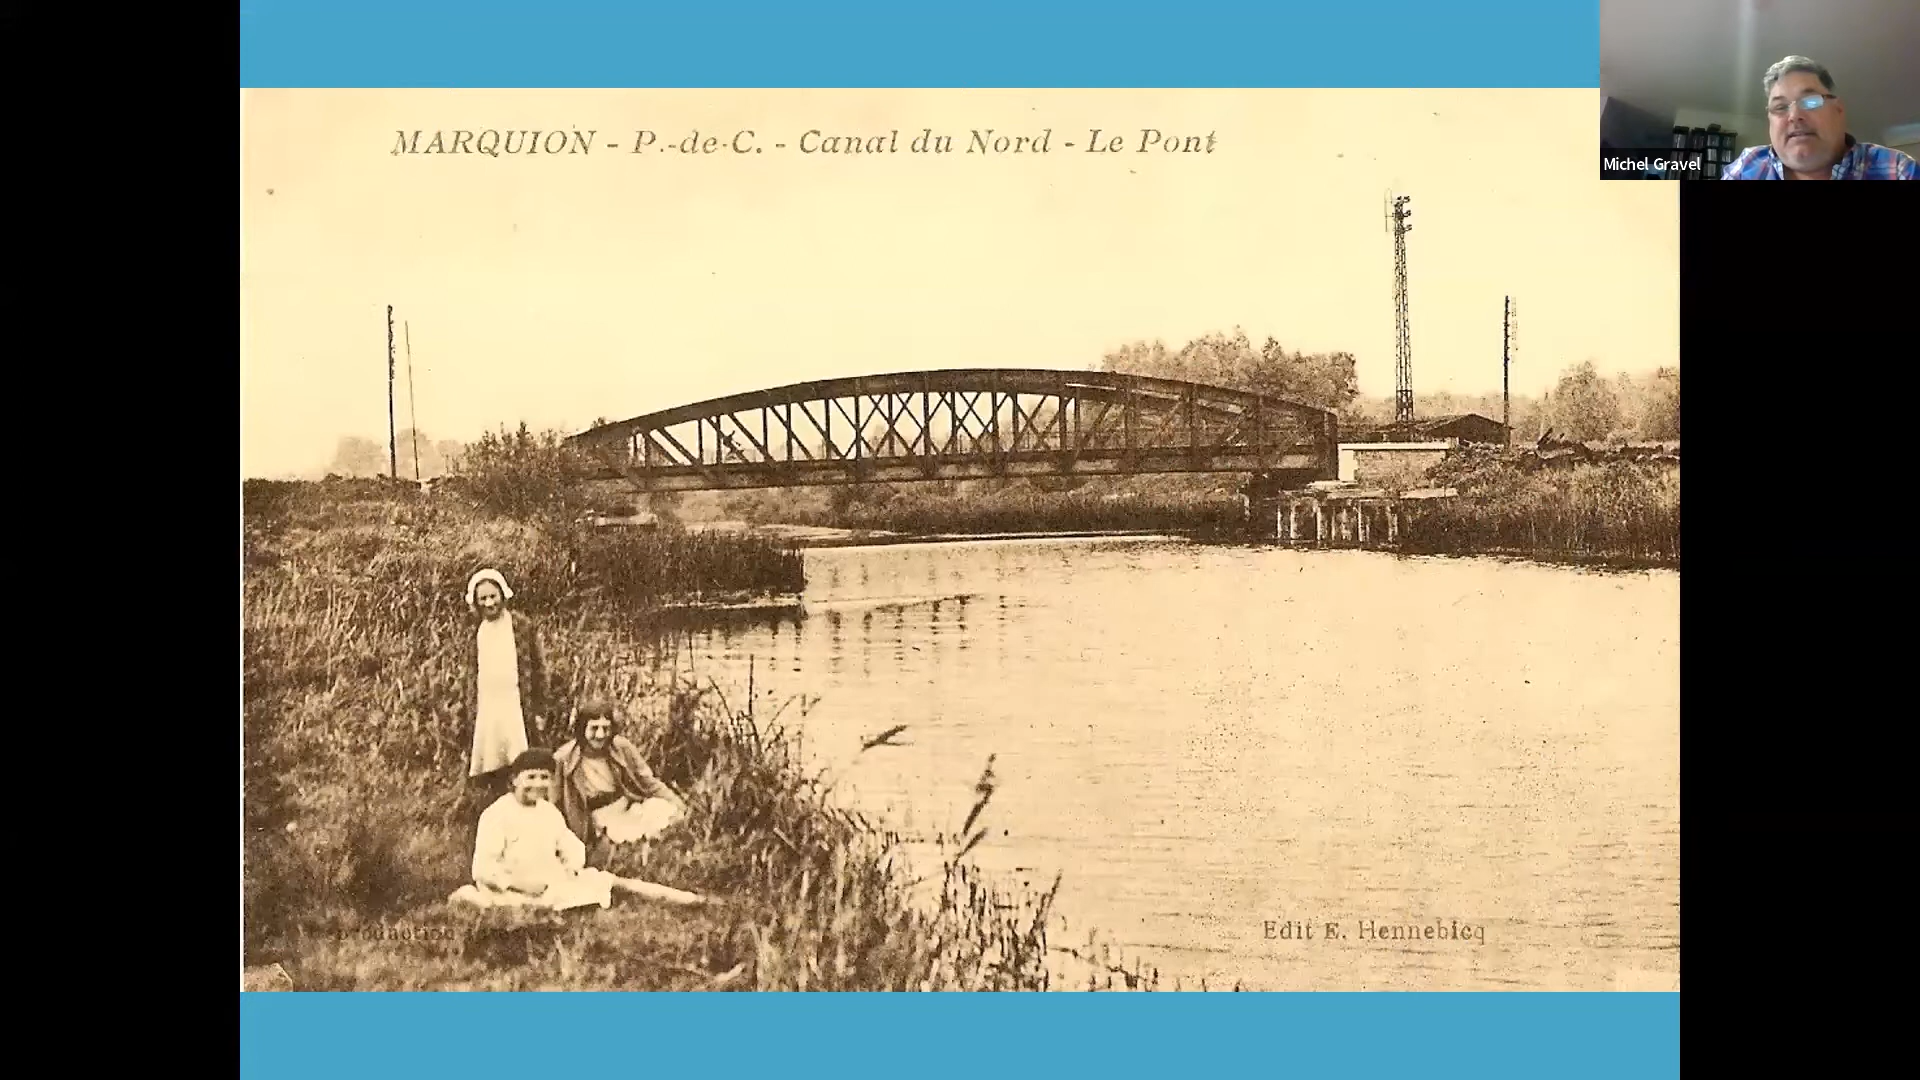 MARQUION - P.-de-C. - Canal du Nord - Le Pont
Michel Gravel
Edit E. Hennebicq